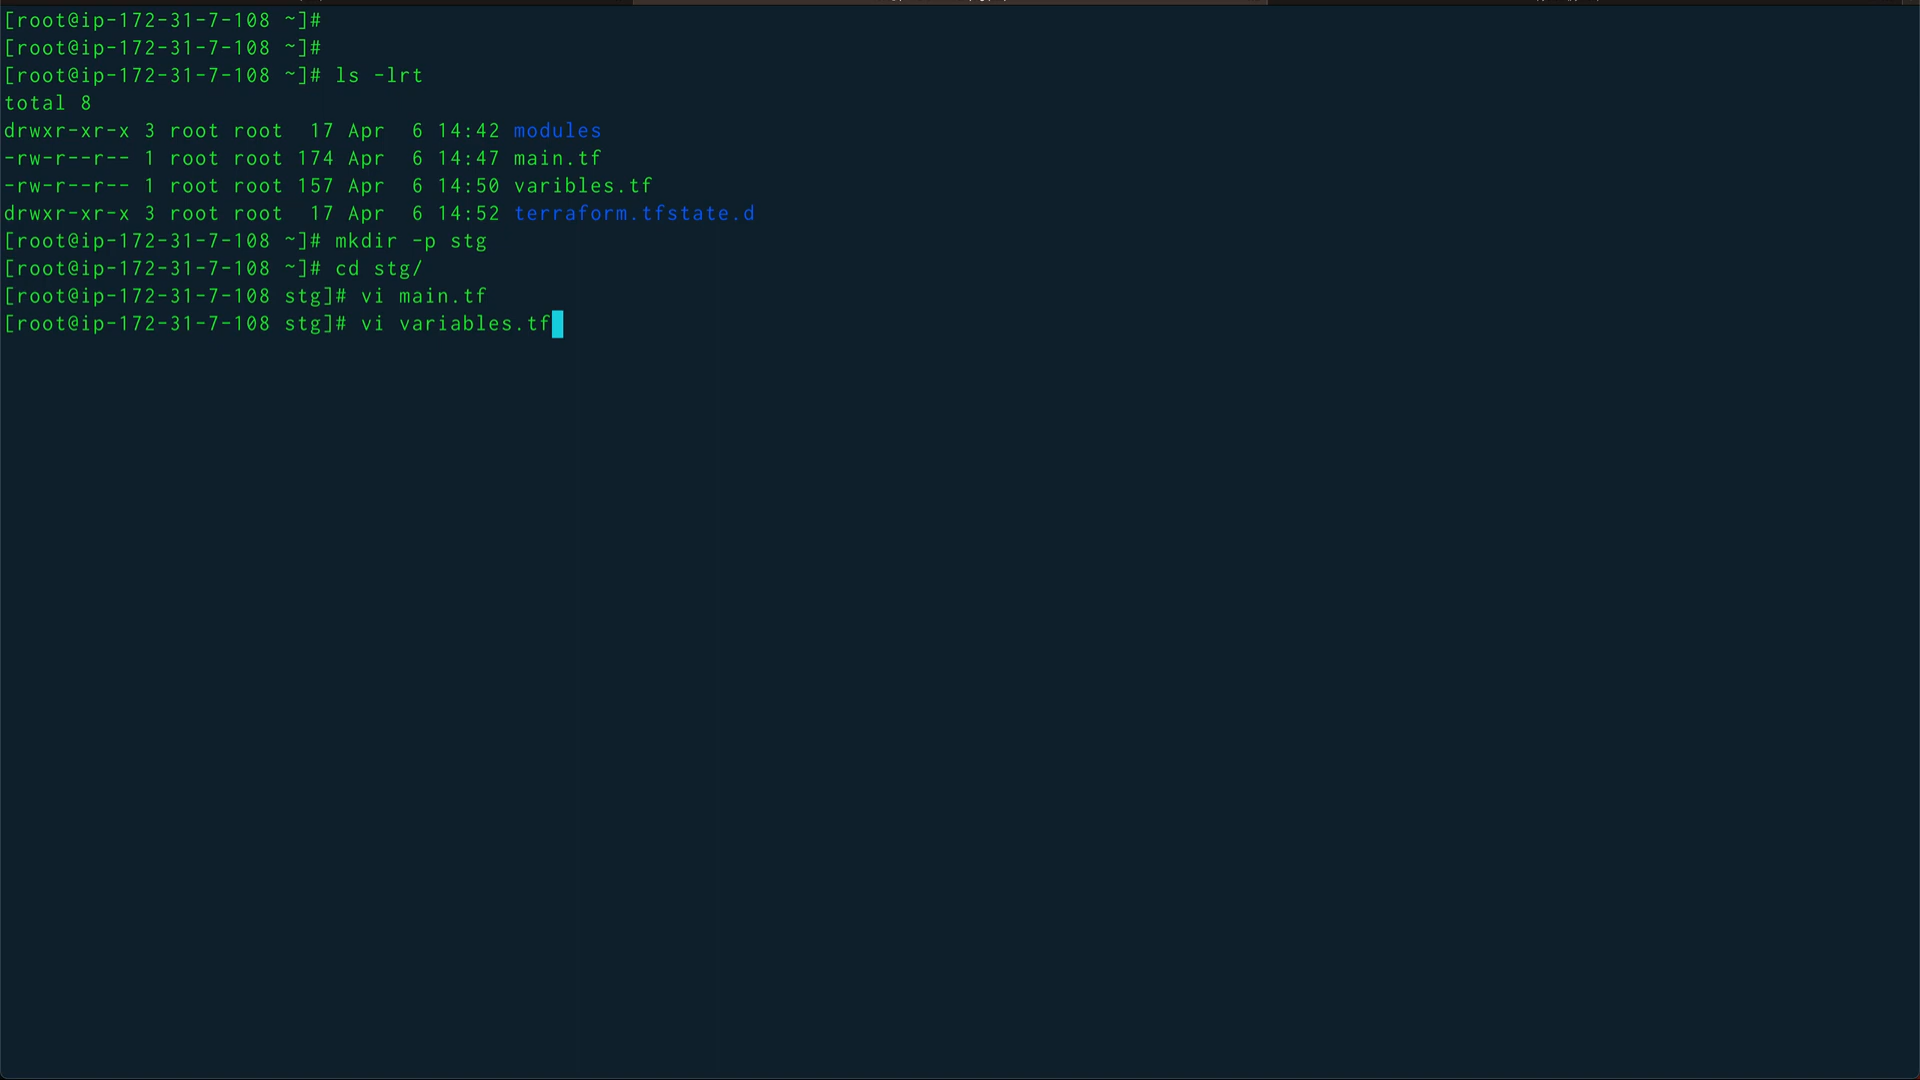 [root@ip-172-31-7-108 ~]#
[root@ip-172-31-7-108 ~]#
[root@ip-172-31-7-108 ~]# ls -lrt
total 8
drwxr-xr-x 3 root root  17 Apr  6 14:42 modules
-rw-r--r-- 1 root root 174 Apr  6 14:47 main.tf
-rw-r--r-- 1 root root 157 Apr  6 14:50 varibles.tf
drwxr-xr-x 3 root root  17 Apr  6 14:52 terraform.tfstate.d
[root@ip-172-31-7-108 ~]# mkdir -p stg
[root@ip-172-31-7-108 ~]# cd stg/
[root@ip-172-31-7-108 stg]# vi main.tf
[root@ip-172-31-7-108 stg]# vi variables.tf